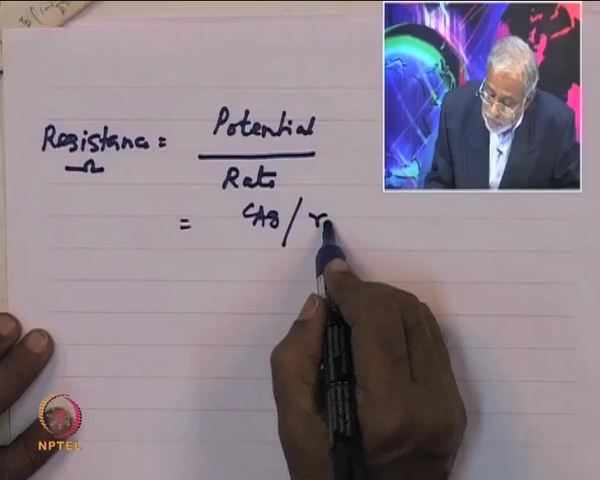 Resistance = Potential
Rate
= CAB / r
NPTEL